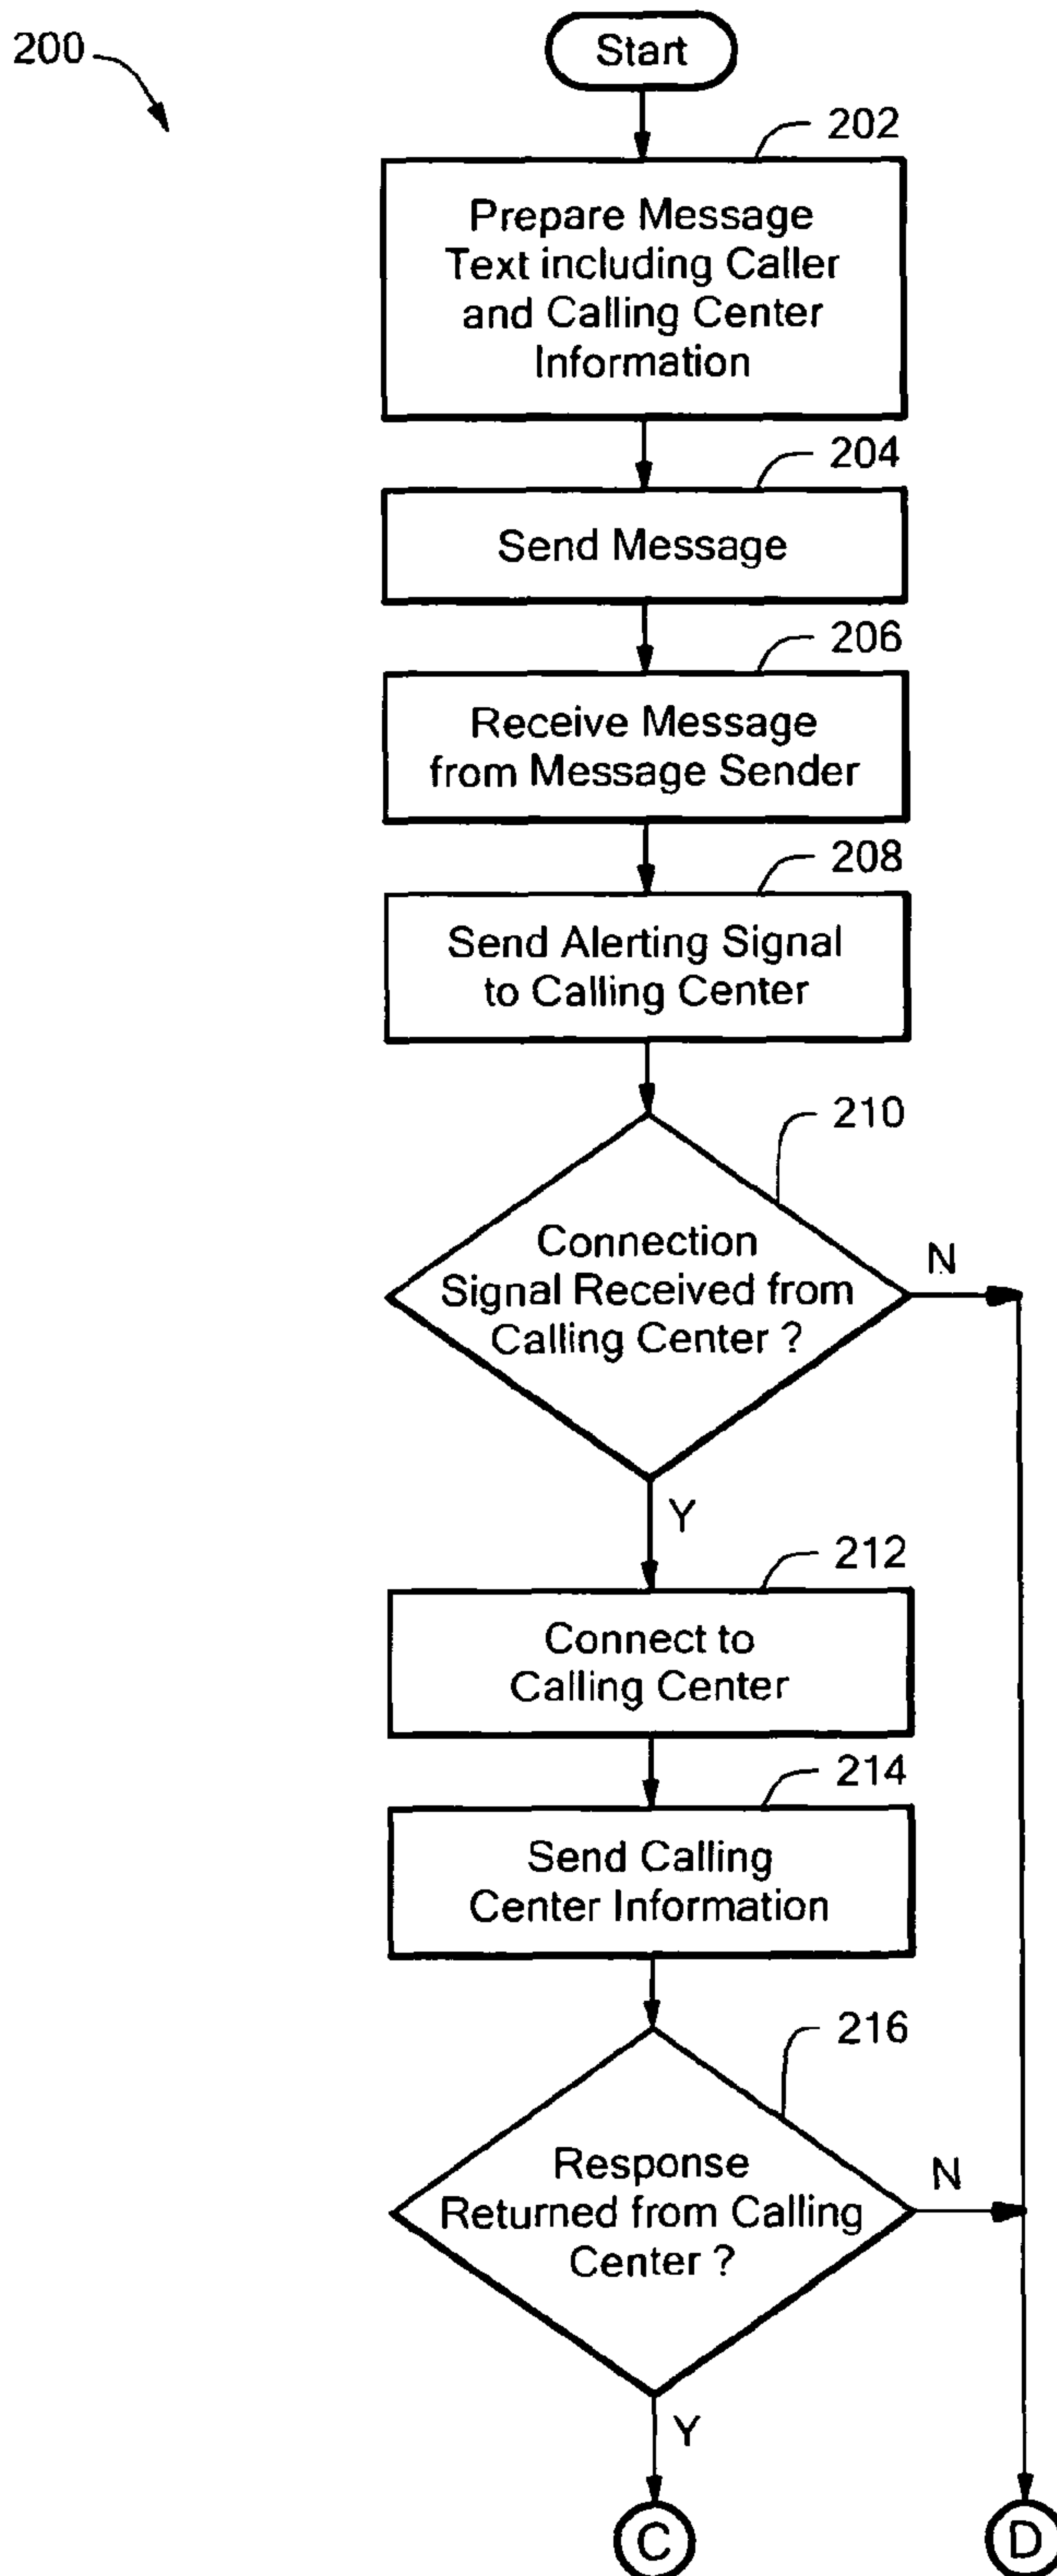 200
Start
202
Prepare Message
Text including Caller
and Calling Center
Information
204
Send Message
206
Receive Message
from Message Sender
208
Send Alerting Signal
to Calling Center
210
Connection
Signal Received from
Calling Center ?
N
Y
212
Connect to
Calling Center
214
Send Calling
Center Information
216
Response
Returned from Calling
Center ?
N
Y
C
D